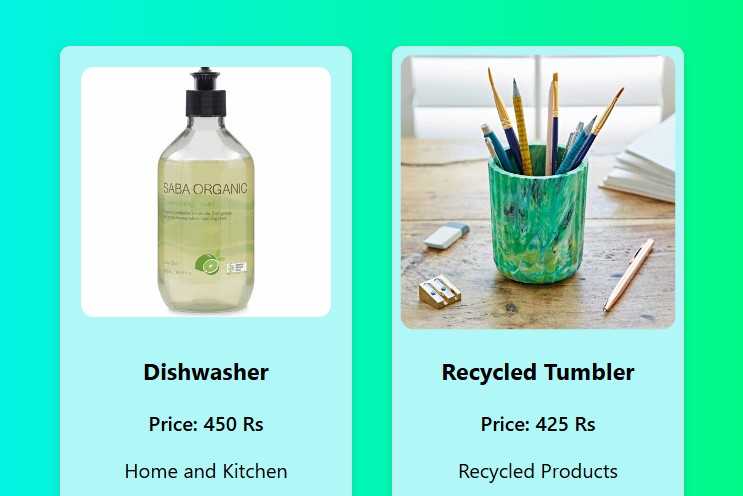 SABA ORGANIC
Dishwasher
Price: 450 Rs
Home and Kitchen
Recycled Tumbler
Price: 425 Rs
Recycled Products